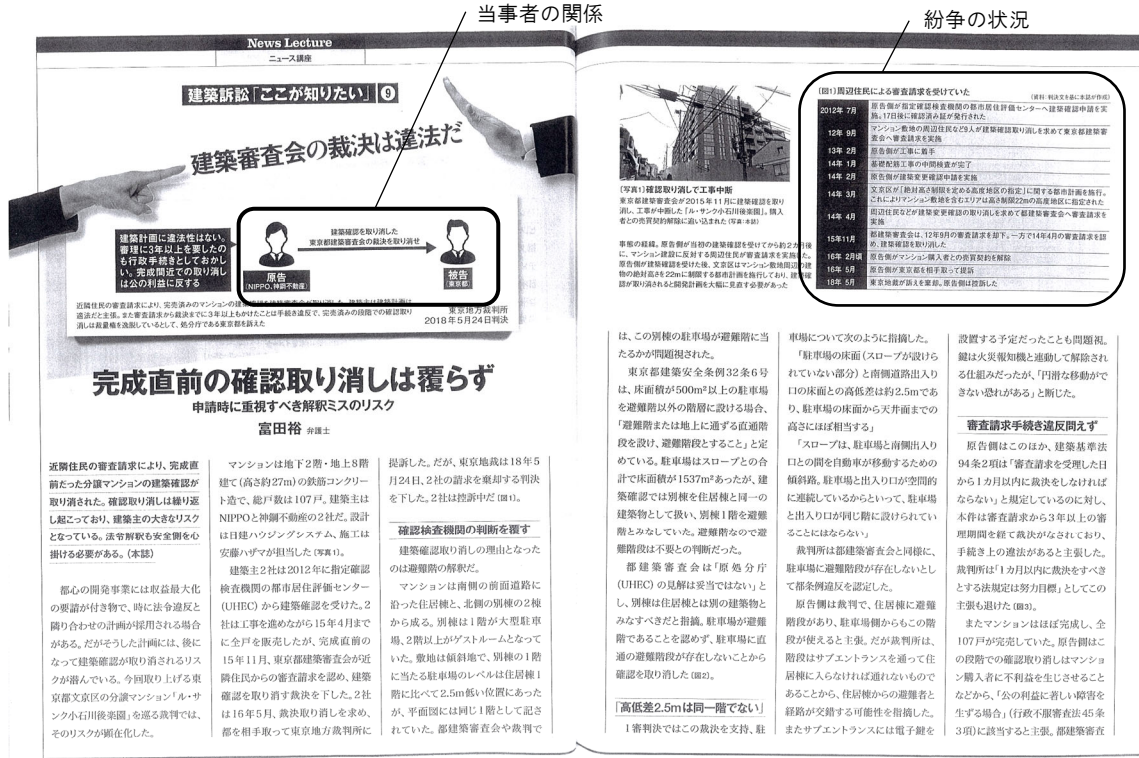 当事者の関係
紛争の状況
News Lecture
ニュース講座
建築訴訟「ここが知りたい」⑨
建築審査会の裁決は違法だ
建築計画に違法性はない。
審理に3年以上を要したの
も行政手続きとしておかし
い。完成間近での取り消し
は公の利益に反する
建築確認を取り消した
東京都建築審査会の裁決を取り消せ
原告
(NIPPO、神鋼不動産)
被告
(東京都)
近隣住民の審査請求により、完売済みのマンションの建
違法だと主張。また審査請求から裁決までに3年以上もかけたことは手続き違反で、完売済みの段階での確認取り
消しは裁量権を逸脱しているとして、処分庁である東京都を訴えた
東京地方裁判所
2018年5月24日判決
完成直前の確認取り消しは覆らず
申請時に重視すべき解釈ミスのリスク
富田裕 弁護士
近隣住民の審査請求により、完成直
前だった分譲マンションの建築確認が
取り消された。確認取り消しは繰り返
し起こっており、建築主の大きなリスク
となっている。法令解釈も安全側を心
掛ける必要がある。(本誌)
都心の開発事業には収益最大化
の要請が付き物で、時に法令違反と
隣り合わせの計画が採用される場合
がある。だがそうした計画には、後に
なって建築確認が取り消されるリス
クが潜んでいる。今回取り上げる東
京都文京区の分譲マンション「ル・サ
ンク小石川後楽園」を巡る裁判では、
そのリスクが顕在化した。
マンションは地下2階・地上8階
建て(高さ約27m)の鉄筋コンクリー
ト造で、総戸数は107戸。建築主は
NIPPOと神鋼不動産の2社だ。設計
は日建ハウジングシステム、施工は
安藤ハザマが担当した(写真1)。
建築主2社は2012年に指定確認
検査機関の都市居住評価センター
(UHEC)から建築確認を受けた。2
社は工事を進めながら15年4月まで
に全戸を販売したが、完成直前の
15年11月、東京都建築審査会が近
隣住民からの審査請求を認め、建築
確認を取り消す裁決を下した。2社
は16年5月、裁決取り消しを求め、
都を相手取って東京地方裁判所に
提訴した。だが、東京地裁は18年5
月24日、2社の請求を棄却する判決
を下した。2社は控訴中だ(図1)。
確認検査機関の判断を覆す
建築確認取り消しの理由となった
のは避難階の解釈だ。
マンションは南側の前面道路に
沿った住居棟と、北側の別棟の2棟
から成る。別棟は1階が大型駐車
場、2階以上がゲストルームとなって
いた。敷地は傾斜地で、別棟の1階
に当たる駐車場のレベルは住居棟1
階に比べて2.5m低い位置にあった
が、平面図には同じ1階として記さ
れていた。都建築審査会や裁判で
[写真1]確認取り消しで工事中断
東京都建築審査会が2015年11月に建築確認を取り
消し、工事が中断した「ル・サンク小石川後楽園」。購入
者との売買契約解除に追い込まれた(写真:本誌)
事態の経緯。原告側が当初の建築確認を受けてから約2カ月後
に、マンション建設に反対する周辺住民が審査請求を実施した。
原告側が建築確認を受けた後、文京区はマンション敷地周辺の建
物の絶対高さを22mに制限する都市計画を施行しており、建築確
認が取り消されると開発計画を大幅に見直す必要があった
[図1]周辺住民による審査請求を受けていた
(資料:判決文を基に本誌が作成)
2012年 7月 原告側が指定確認検査機関の都市居住評価センターへ建築確認申請を実
施。17日後に確認済み証が発行された
12年 9月 マンション敷地の周辺住民など9人が建築確認取り消しを求めて東京都建築審
査会へ審査請求を実施
13年 2月 原告側が工事に着手
14年 1月 基礎配筋工事の中間検査が完了
14年 2月 原告側が建築変更確認申請を実施
14年 3月 文京区が「絶対高さ制限を定める高度地区の指定」に関する都市計画を施行。
これによりマンション敷地を含むエリアは高さ制限22mの高度地区に指定された
14年 4月 周辺住民などが建築変更確認の取り消しを求めて都建築審査会へ審査請求を
実施
15年11月 都建築審査会は、12年9月の審査請求を却下。一方で14年4月の審査請求を認
め、建築確認を取り消した
16年 2月頃 原告側がマンション購入者との売買契約を解除
16年 5月 原告側が東京都を相手取って提訴
18年 5月 東京地裁が訴えを棄却。原告側は控訴した
は、この別棟の駐車場が避難階に当
たるかが問題視された。
東京都建築安全条例32条6号
は、床面積が500m²以上の駐車場
を避難階以外の階層に設ける場合、
「避難階または地上に通ずる直通階
段を設け、避難階段とすること」と定
めている。駐車場はスロープとの合
計で床面積が1537m²あったが、建
築確認では別棟を住居棟と同一の
建築物として扱い、別棟1階を避難
階とみなしていた。避難階なので避
難階段は不要との判断だった。
都建築審査会は「原処分庁
(UHEC)の見解は妥当ではない」と
し、別棟は住居棟とは別の建築物と
みなすべきだと指摘。駐車場が避難
階であることを認めず、駐車場に直
通の避難階段が存在しないことから
確認を取り消した(図2)。
「高低差2.5mは同一階でない」
1審判決ではこの裁決を支持、駐
車場について次のように指摘した。
「駐車場の床面(スロープが設けら
れていない部分)と南側道路出入り
口の床面との高低差は約2.5mであ
り、駐車場の床面から天井面までの
高さにほぼ相当する」
「スロープは、駐車場と南側出入り
口との間を自動車が移動するための
傾斜路。駐車場と出入り口が空間的
に連続しているからといって、駐車場
と出入り口が同じ階に設けられてい
ることにはならない」
裁判所は都建築審査会と同様に、
駐車場に避難階段が存在しないとし
て都条例違反を認定した。
原告側は裁判で、住居棟に避難
階段があり、駐車場側からもこの階
段が使えると主張。だが裁判所は、
階段はサブエントランスを通って住
居棟に入らなければ通れないもので
あることから、住居棟からの避難者と
経路が交錯する可能性を指摘した。
またサブエントランスには電子鍵を
設置する予定だったことも問題視。
鍵は火災報知機と連動して解除され
る仕組みだったが、「円滑な移動がで
きない恐れがある」と断じた。
審査請求手続き違反問えず
原告側はこのほか、建築基準法
94条2項は「審査請求を受理した日
から1カ月以内に裁決をしなければ
ならない」と規定しているのに対し、
本件は審査請求から3年以上の審
理期間を経て裁決がなされており、
手続き上の違法があると主張した。
裁判所は「1カ月以内に裁決をすべき
とする法規定は努力目標」としてこの
主張も退けた(図3)。
またマンションはほぼ完成し、全
107戸が完売していた。原告側はこ
の段階での確認取り消しはマンショ
ン購入者に不利益を生じさせること
などから、「公の利益に著しい障害を
生ずる場合」(行政不服審査法45条
3項)に該当すると主張。都建築審査